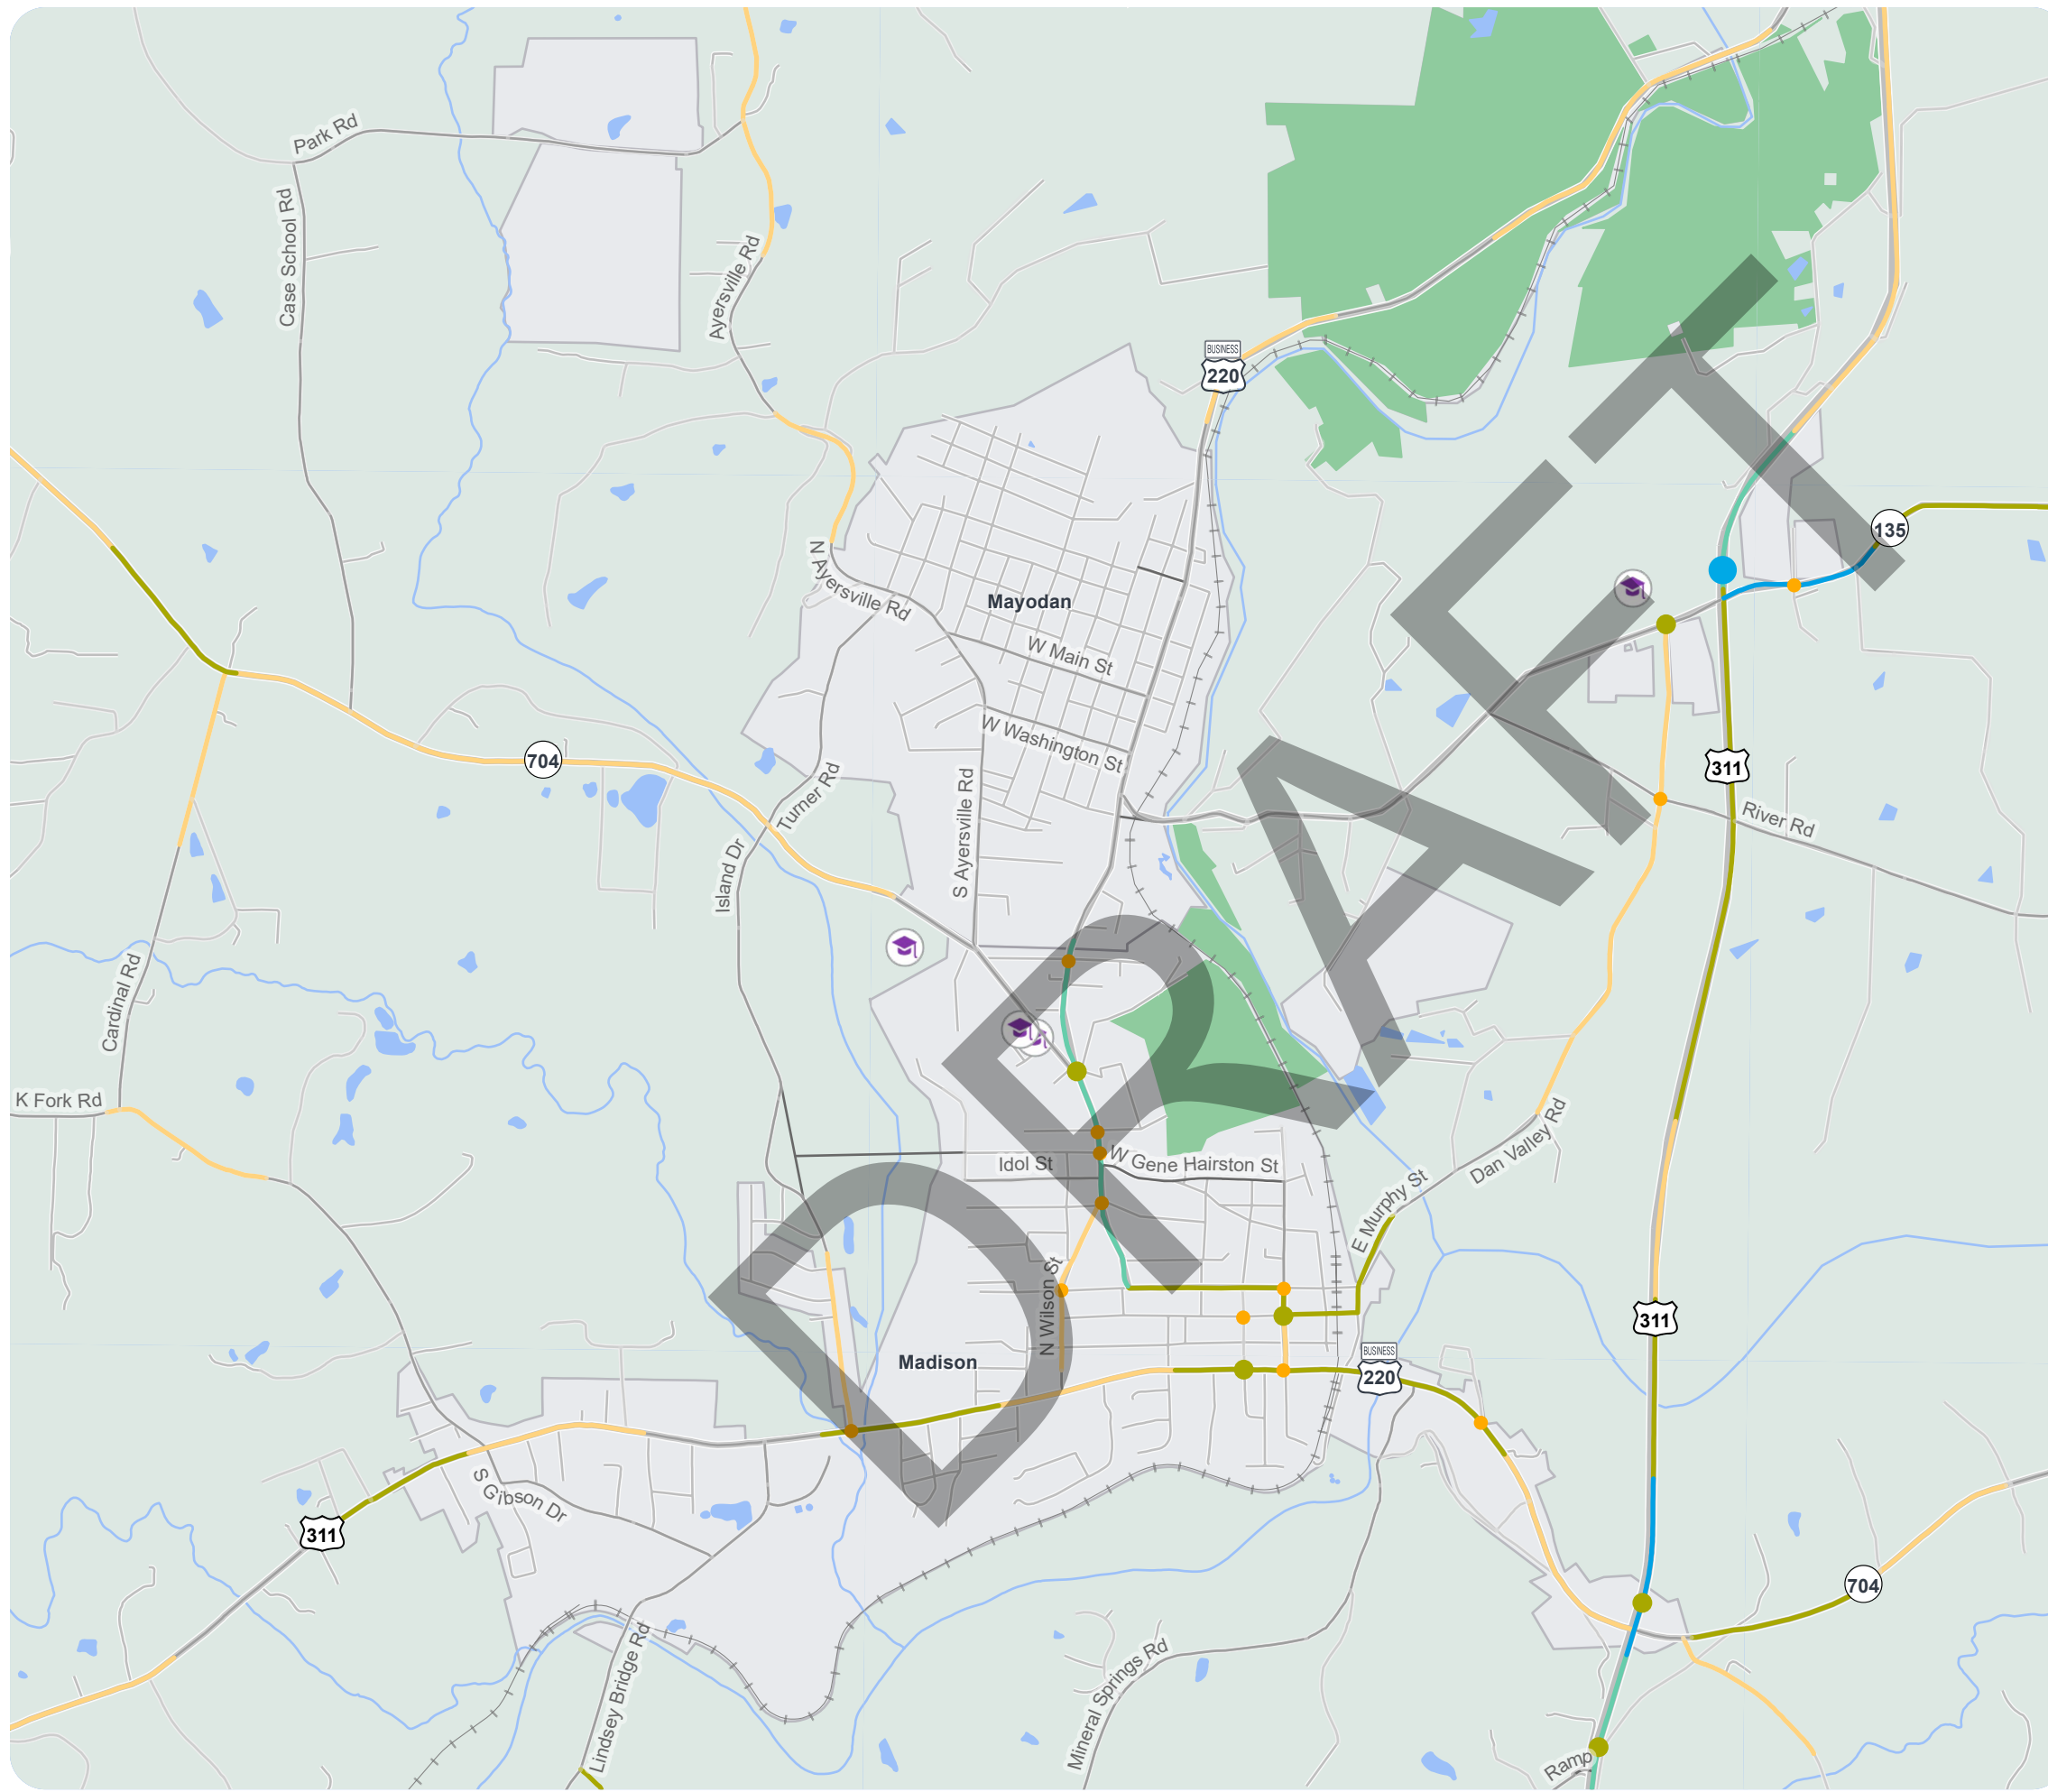 Park Rd
Case School Rd
Ayersville Rd
BUSINESS
220
135
N Ayersville Rd
Mayodan
W Main St
W Washington St
704
311
Turner Rd
River Rd
Island Dr
S Ayersville Rd
Cardinal Rd
K Fork Rd
Idol St
W Gene Hairston St
Dan Valley Rd
E Murphy St
N Wilson St
311
Madison
BUSINESS
220
S Gibson Dr
311
704
Lindsey Bridge Rd
Mineral Springs Rd
Ramp
DRAFT